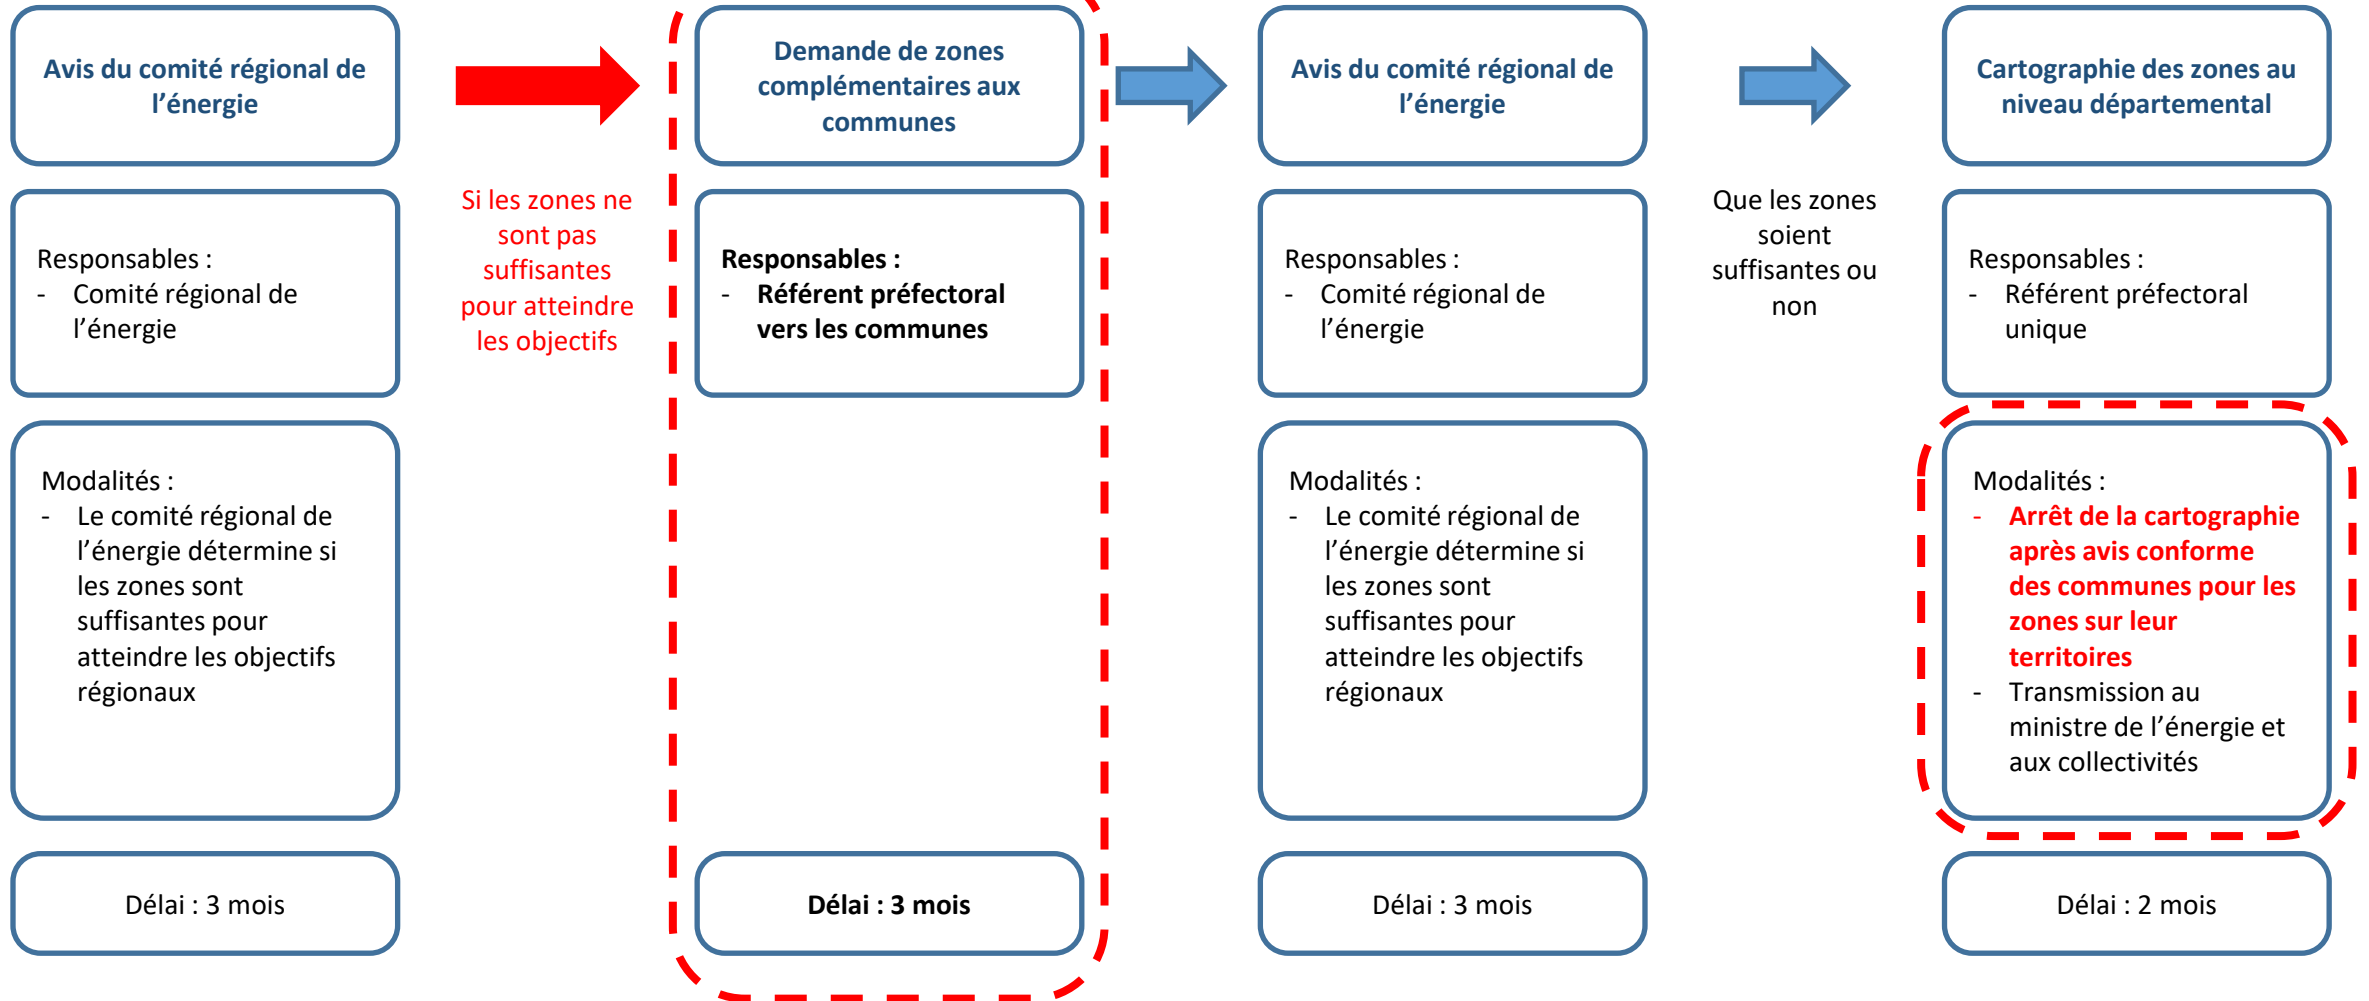 Avis du comité régional de
l’énergie
Responsables :
- Comité régional de
l’énergie
Modalités :
- Le comité régional de
l’énergie détermine si
les zones sont
suffisantes pour
atteindre les objectifs
régionaux
Délai : 3 mois
Si les zones ne
sont pas
suffisantes
pour atteindre
les objectifs
Demande de zones
complémentaires aux
communes
Responsables :
- Référent préfectoral
vers les communes
Délai : 3 mois
Avis du comité régional de
l’énergie
Responsables :
- Comité régional de
l’énergie
Modalités :
- Le comité régional de
l’énergie détermine si
les zones sont
suffisantes pour
atteindre les objectifs
régionaux
Délai : 3 mois
Que les zones
soient
suffisantes ou
non
Cartographie des zones au
niveau départemental
Responsables :
- Référent préfectoral
unique
Modalités :
- Arrêt de la cartographie
après avis conforme
des communes pour les
zones sur leur
territoires
- Transmission au
ministre de l’énergie et
aux collectivités
Délai : 2 mois